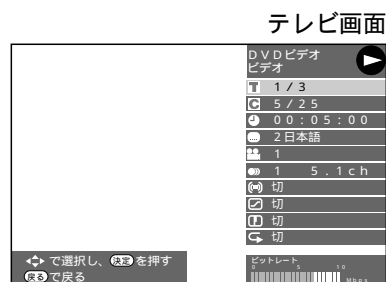 テレビ画面
DVDビデオ
ビデオ
T 1/3
C 5/25
00:05:00
2日本語
1
1 5.1ch
切
切
切
切
で選択し、決定を押す
戻るで戻る
ビットレート
0 5 10
Mbps